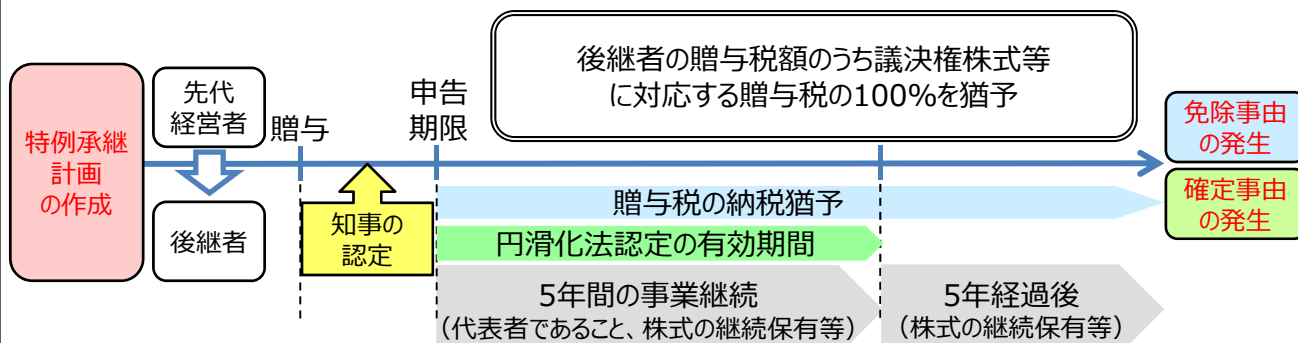 後継者の贈与税額のうち議決権株式等
に対応する贈与税の100%を猶予
特例承継
計画
の作成
先代
経営者
後継者
贈与
知事の
認定
申告
期限
免除事由
の発生
確定事由
の発生
贈与税の納税猶予
円滑化法認定の有効期間
5年間の事業継続
(代表者であること、株式の継続保有等)
5年経過後
(株式の継続保有等)